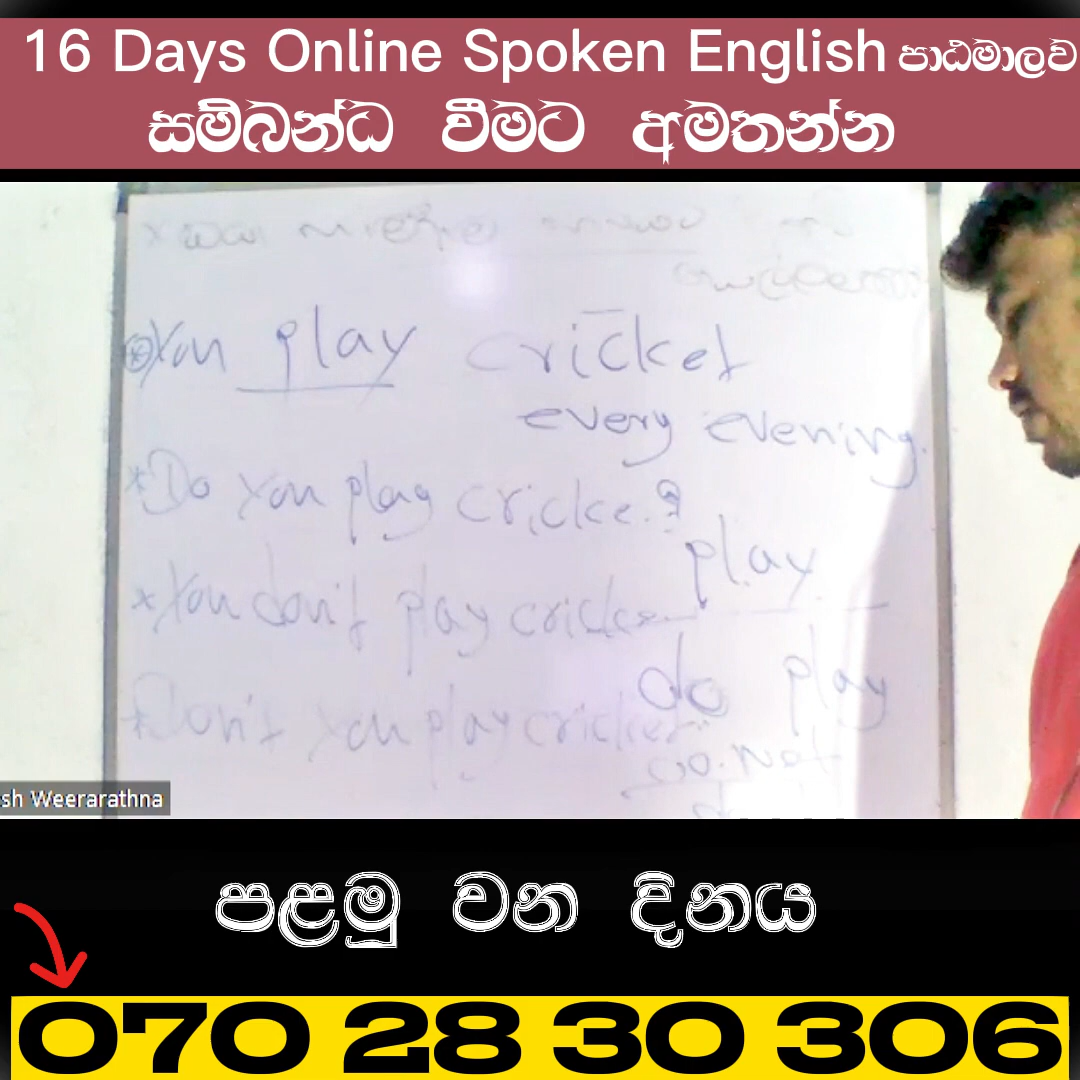 16 Days Online Spoken English පාඨමාලව
සම්බන්ධ වීමට අමතන්න
You play cricket
every evening.
*Do you play cricke.?
play
*You don't play cricke
do play
*Don't you play cricket
do not
sh Weerarathna
පළමු වන දිනය
070 28 30 306